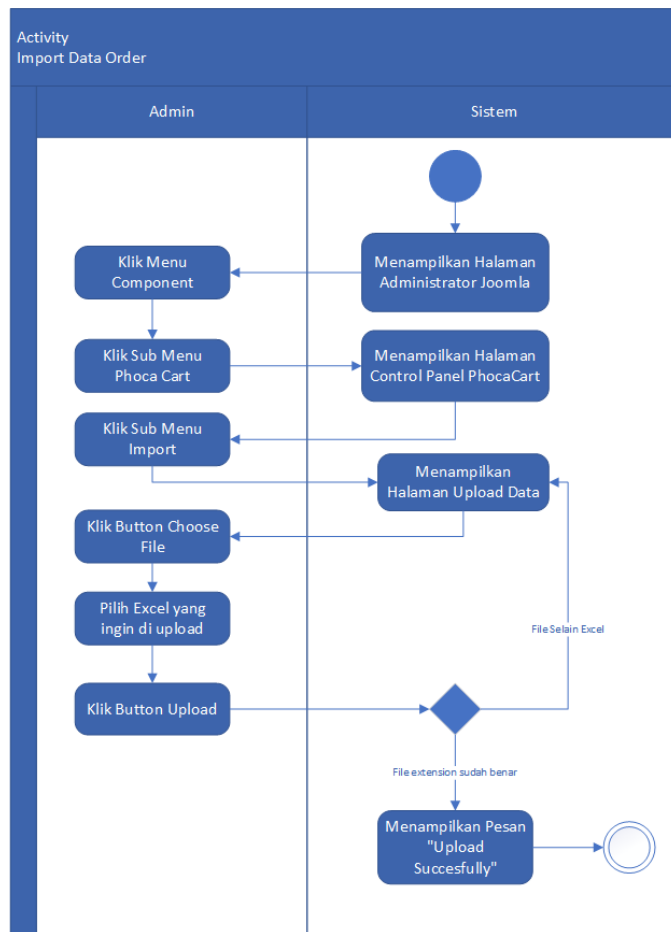 Activity
Import Data Order
Admin
Sistem
Menampilkan Halaman
Administrator Joomla
Klik Menu
Component
Klik Sub Menu
Phoca Cart
Menampilkan Halaman
Control Panel PhocaCart
Klik Sub Menu
Import
Menampilkan
Halaman Upload Data
Klik Button Choose
File
Pilih Excel yang
ingin di upload
File Selain Excel
Klik Button Upload
File extension sudah benar
Menampilkan Pesan
"Upload
Succesfully"